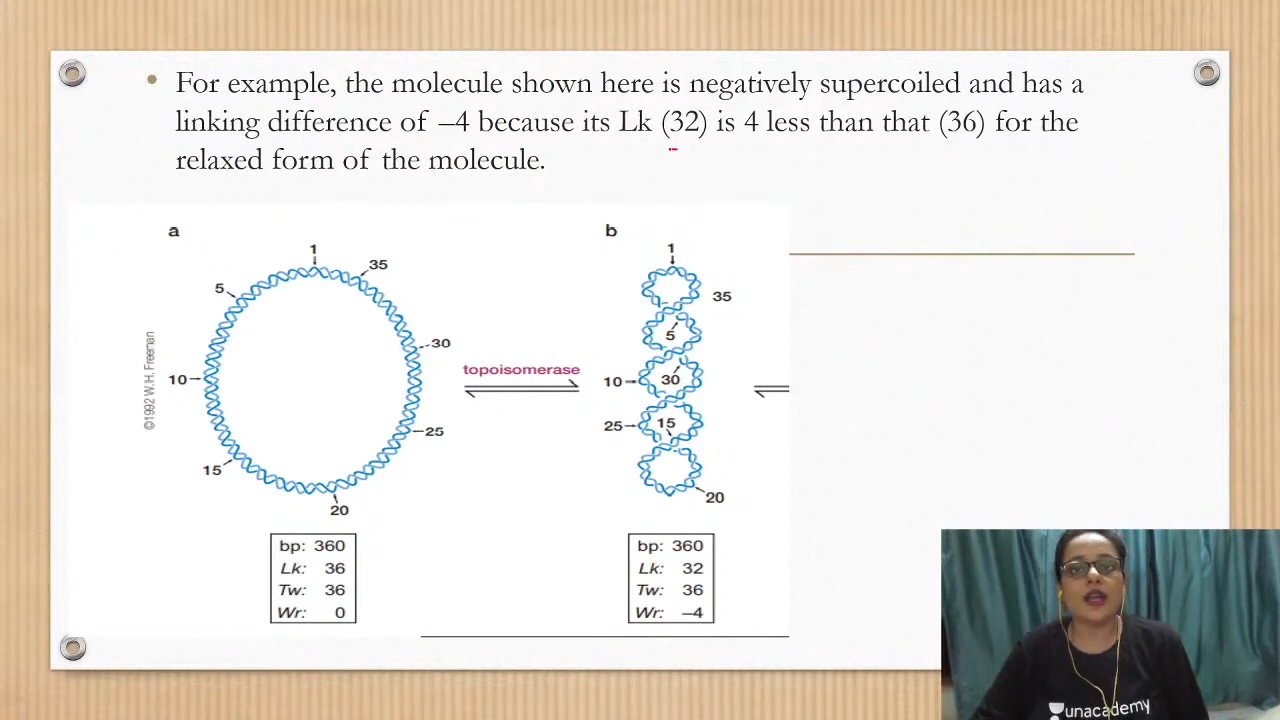 For example, the molecule shown here is negatively supercoiled and has a
linking difference of –4 because its Lk (32) is 4 less than that (36) for the
relaxed form of the molecule.
a
1
35
5
30
10
25
15
20
©1992 W.H. Freeman
bp: 360
Lk: 36
Tw: 36
Wr: 0
topoisomerase
b
1
35
5
10
30
25
15
20
bp: 360
Lk: 32
Tw: 36
Wr: –4
unacademy